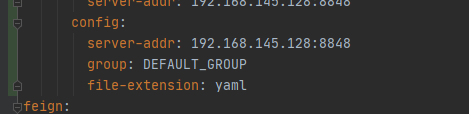 server-addr: 192.168.145.128:8848
config:
server-addr: 192.168.145.128:8848
group: DEFAULT_GROUP
file-extension: yaml
feign: